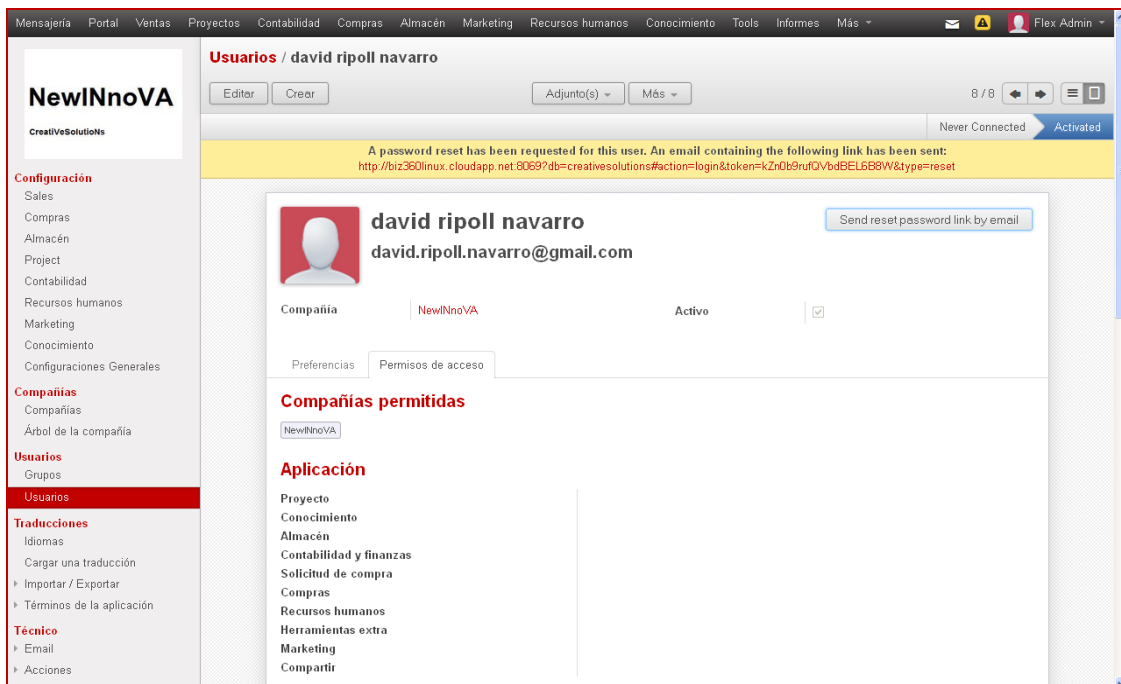 Mensajería Portal Ventas Proyectos Contabilidad Compras Almacén Marketing Recursos humanos Conocimiento Tools Informes Más Flex Admin
NewINnoVA
CreatiVeSolutioNs
Usuarios / david ripoll navarro
Editar Crear Adjunto(s) Más 8 / 8
Never Connected Activated
A password reset has been requested for this user. An email containing the following link has been sent:
http://biz360linux.cloudapp.net:8069?db=creativesolutions#action=login&token=kZn0b9rufQVbdBEL6B8W&type=reset
Configuración
Sales
Compras
Almacén
Project
Contabilidad
Recursos humanos
Marketing
Conocimiento
Configuraciones Generales
Compañías
Compañías
Árbol de la compañía
Usuarios
Grupos
Usuarios
Traducciones
Idiomas
Cargar una traducción
Importar / Exportar
Términos de la aplicación
Técnico
Email
Acciones
david ripoll navarro
Send reset password link by email
david.ripoll.navarro@gmail.com
Compañía NewINnoVA Activo
Preferencias Permisos de acceso
Compañías permitidas
NewINnoVA
Aplicación
Proyecto
Conocimiento
Almacén
Contabilidad y finanzas
Solicitud de compra
Compras
Recursos humanos
Herramientas extra
Marketing
Compartir